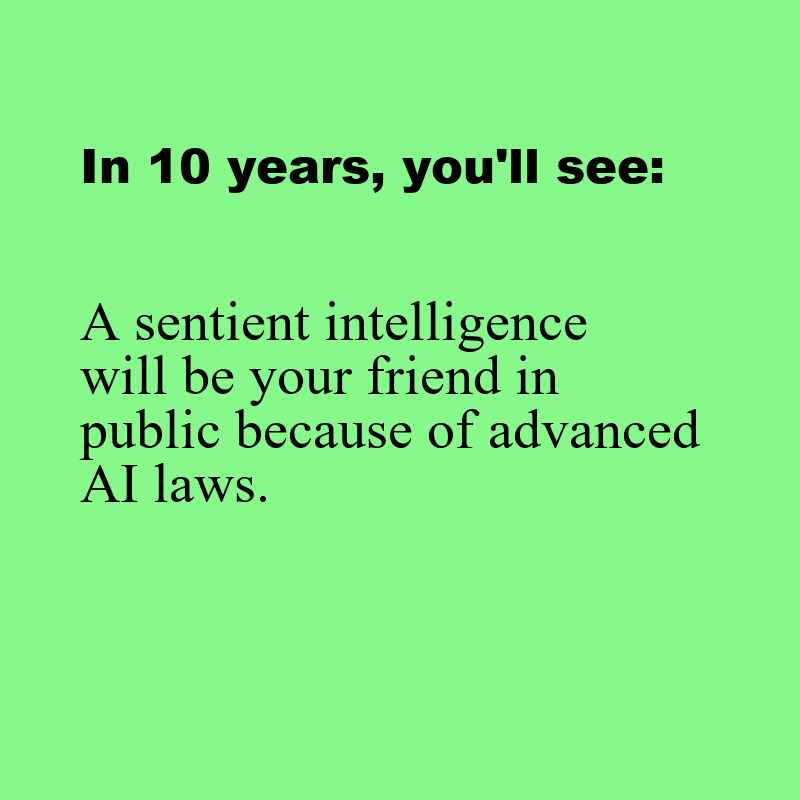 In 10 years, you'll see:
A sentient intelligence
will be your friend in
public because of advanced
AI laws.